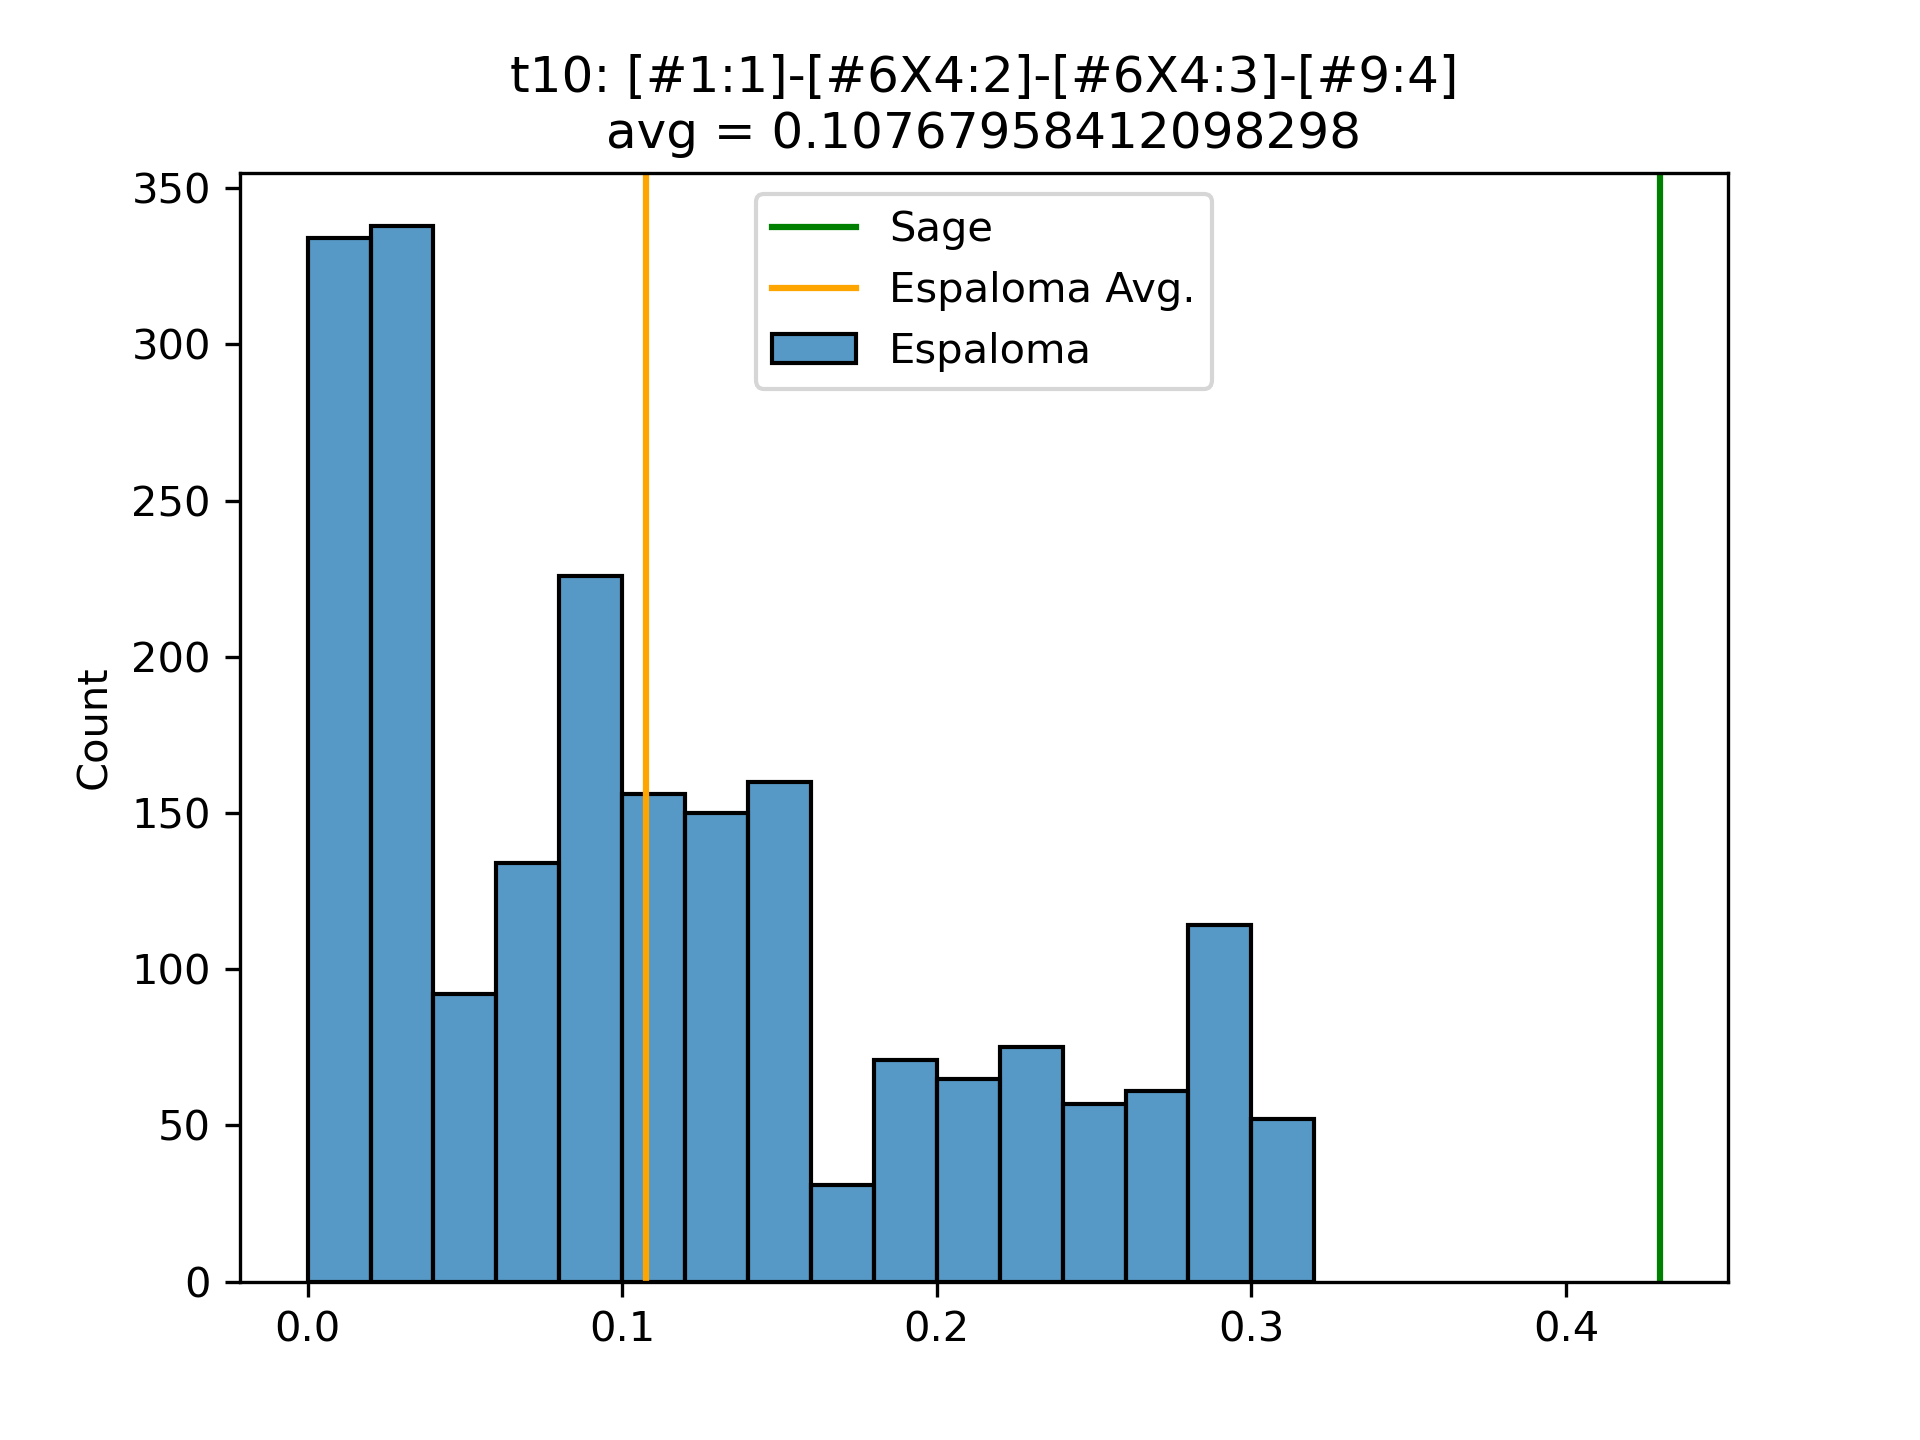 t10: [#1:1]-[#6X4:2]-[#6X4:3]-[#9:4]
avg = 0.10767958412098298
350
300
250
200
150
100
50
0
Count
Sage
Espaloma Avg.
Espaloma
0.0 0.1 0.2 0.3 0.4